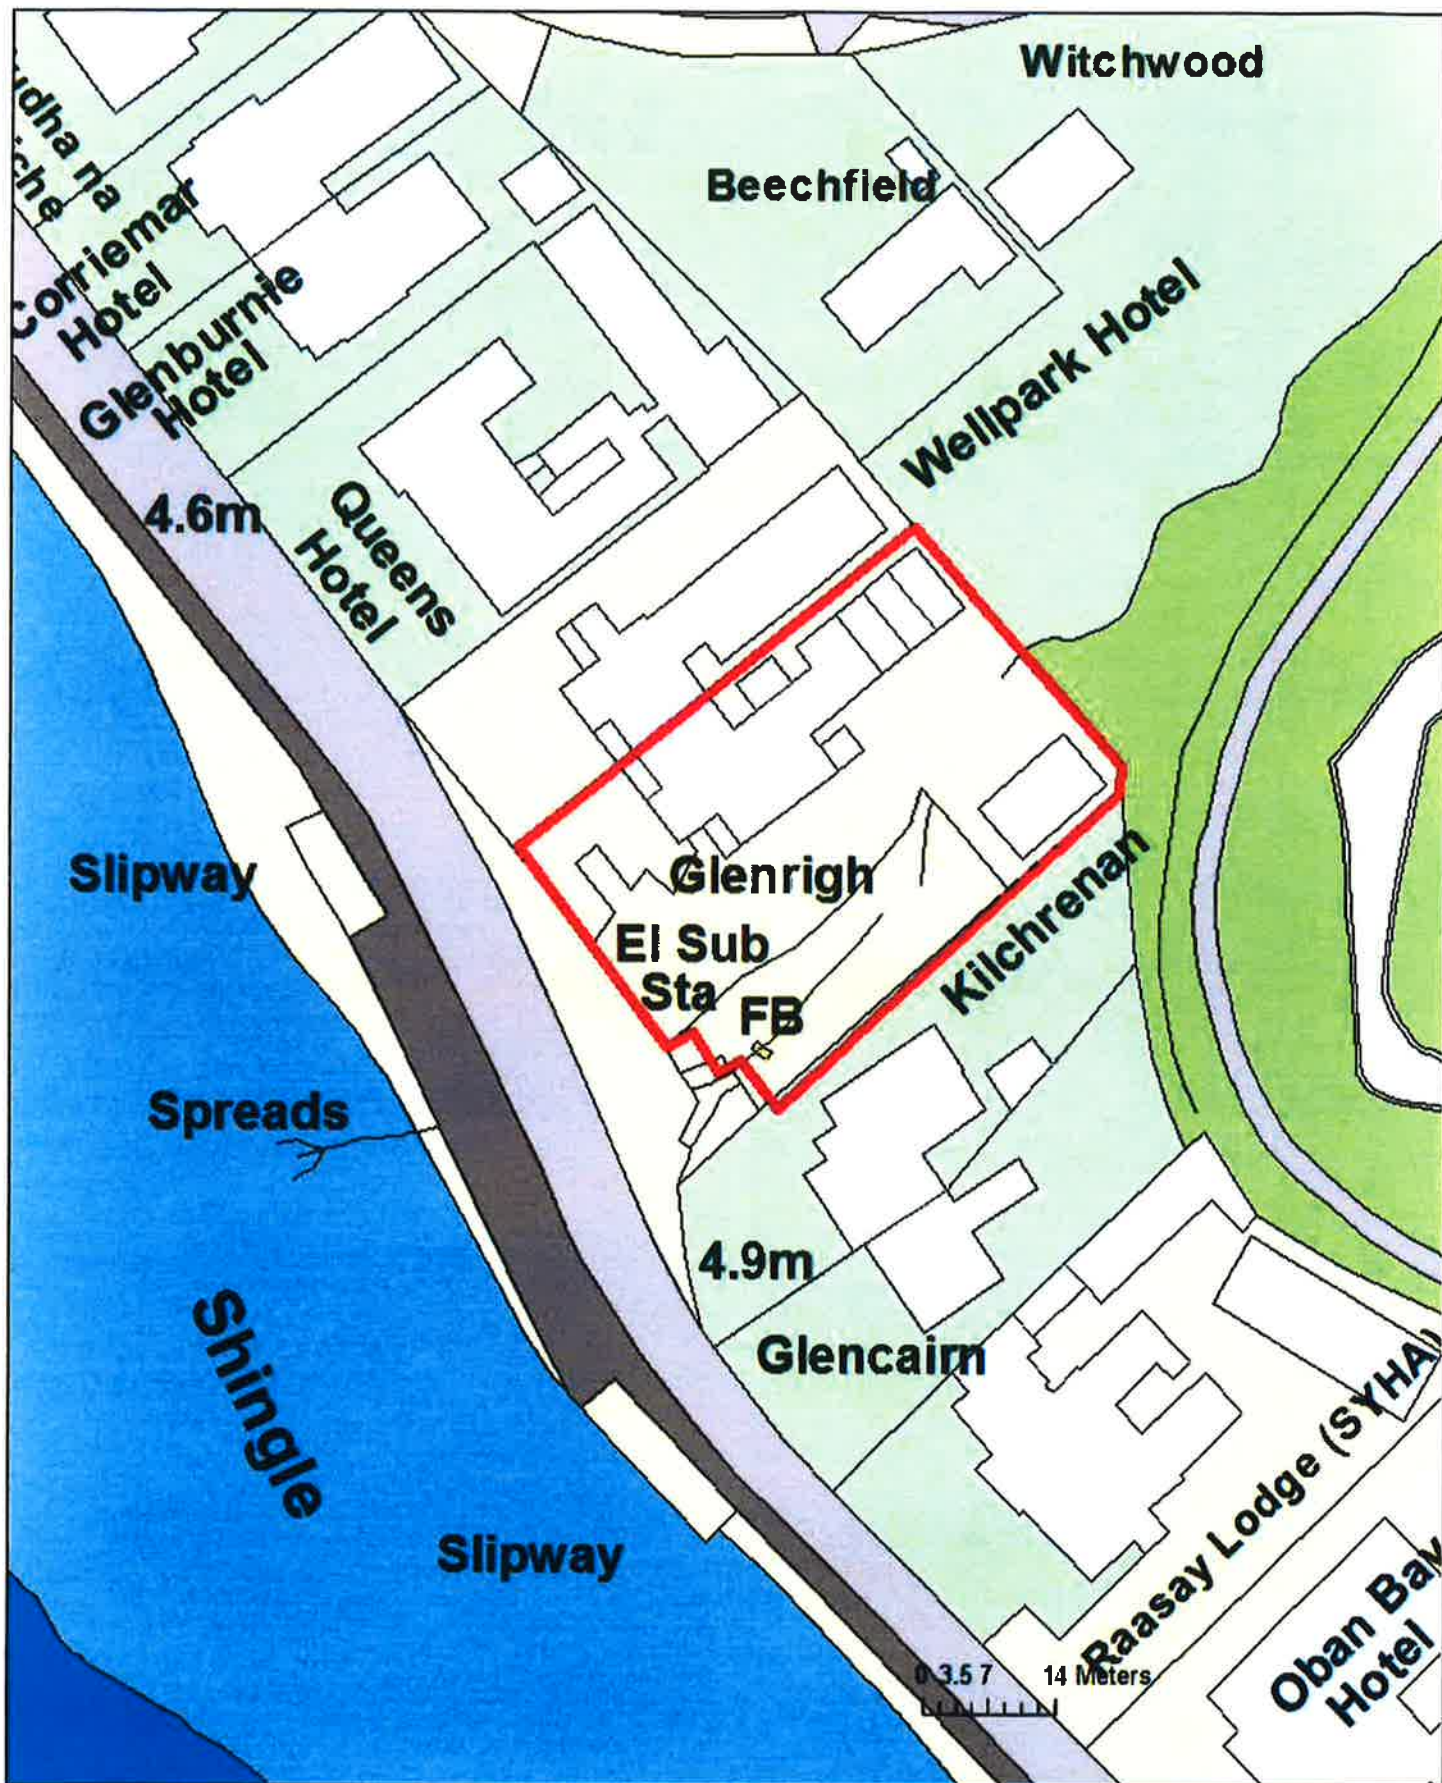 Witchwood
Beechfield
Corriemar
Hotel
Glenburnie
Hotel
Wellpark Hotel
4.6m
Queens
Hotel
Slipway
Glenrigh
El Sub
Sta
FB
Kilchrenan
Spreads
4.9m
Shingle
Glencairn
Slipway
Raasay Lodge (SYHA)
Oban Bay
Hotel
0 3.5 7 14 Meters